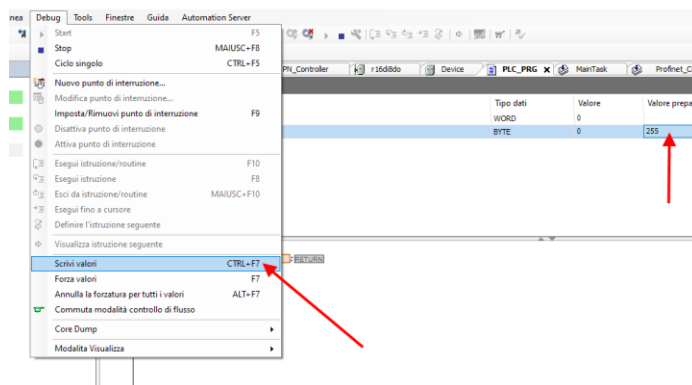 Debug Tools Finestre Guida Automation Server
Start F5
Stop MAIUSC+F8
Ciclo singolo CTRL+F5
Nuovo punto di interruzione...
Modifica punto di interruzione...
Imposta/Rimuovi punto di interruzione F9
Disattiva punto di interruzione
Attiva punto di interruzione
Esegui istruzione/routine F10
Esegui istruzione F8
Esci da istruzione/routine MAIUSC+F10
Esegui fino a cursore
Definire l'istruzione seguente
Visualizza istruzione seguente
Scrivi valori CTRL+F7
Forza valori F7
Annulla la forzatura per tutti i valori ALT+F7
Commuta modalità controllo di flusso
Core Dump
Modalita Visualizza
PN_Controller r16di8do Device PLC_PRG MainTask
Tipo dati Valore Valore prepa
WORD 0
BYTE 0 255
RETURN